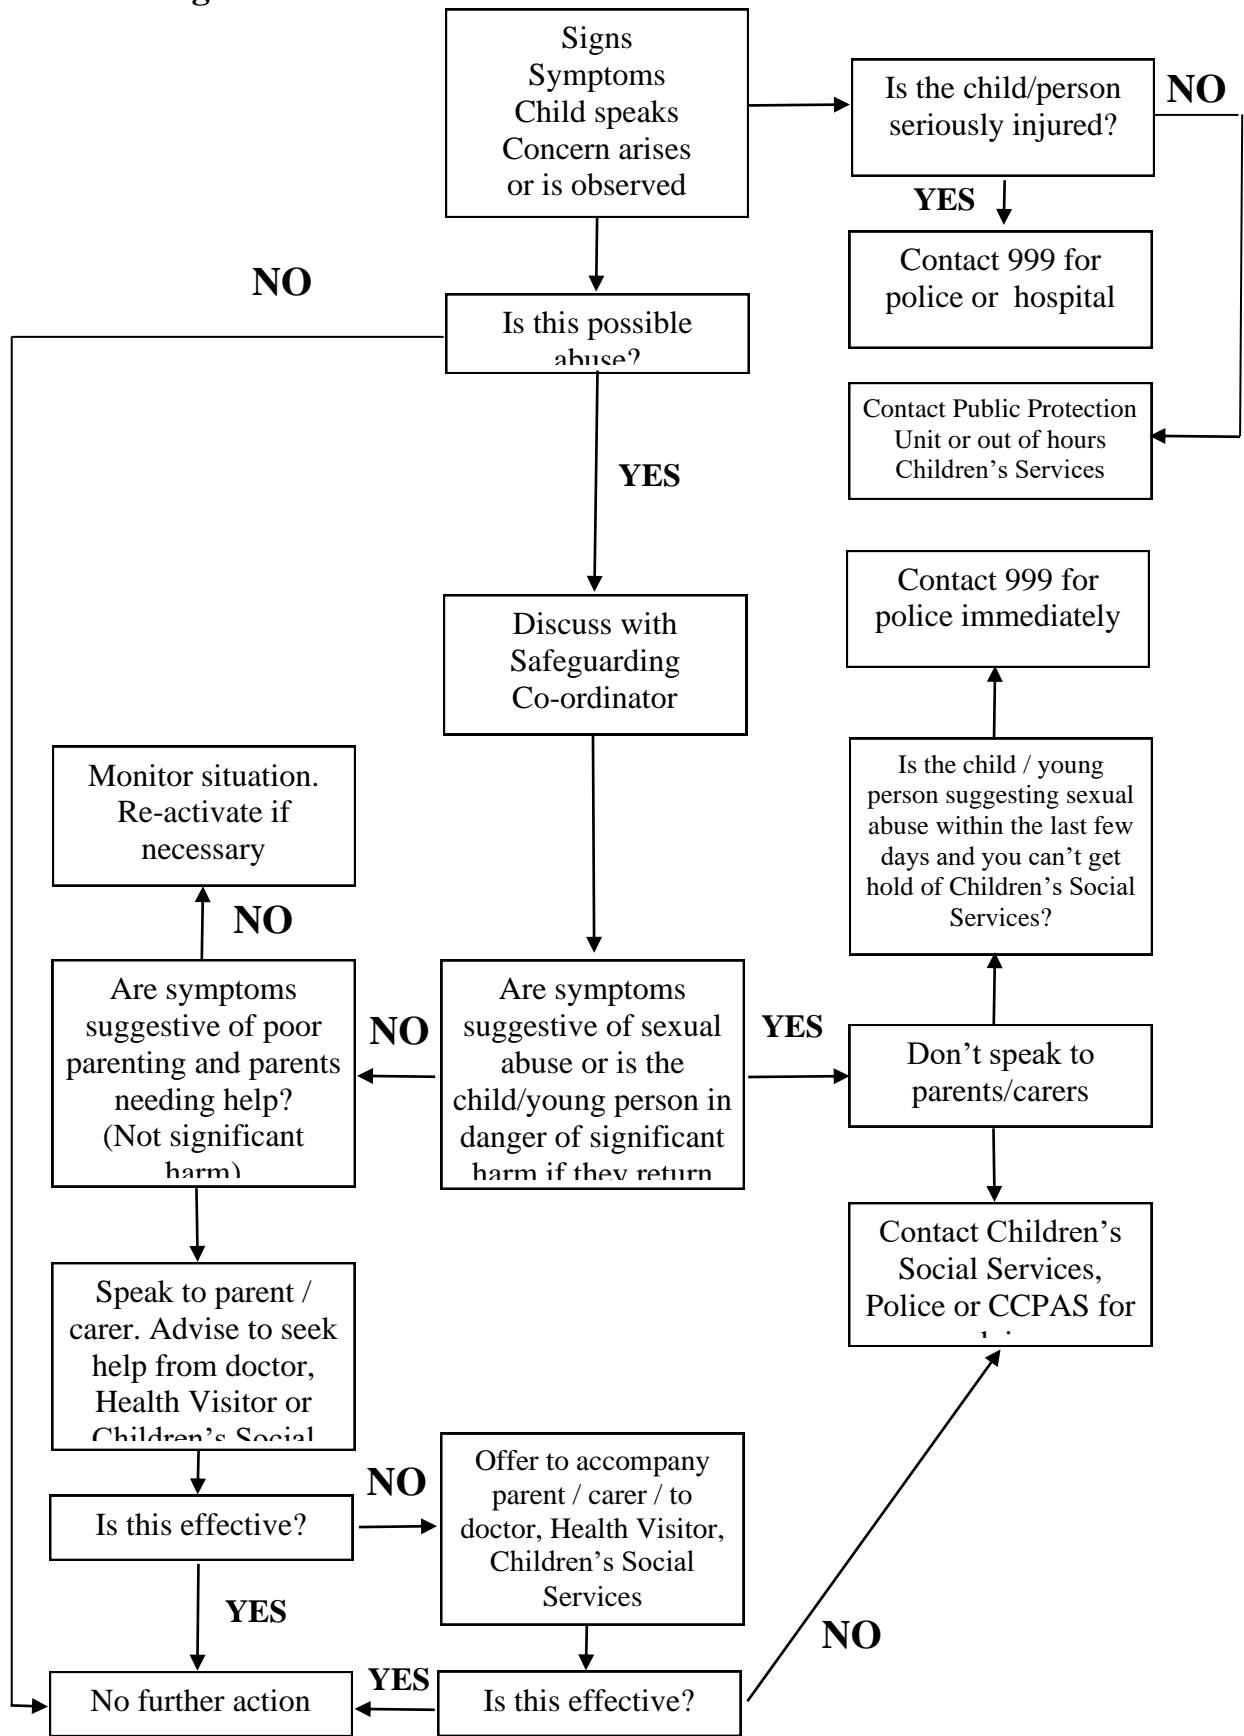 Signs
Symptoms
Child speaks
Concern arises
or is observed
Is the child/person
seriously injured?
NO
YES
Contact 999 for
police or  hospital
NO
Is this possible
abuse?
Contact Public Protection
Unit or out of hours
Children’s Services
YES
Contact 999 for
police immediately
Discuss with
Safeguarding
Co-ordinator
Monitor situation.
Re-activate if
necessary
Is the child / young
person suggesting sexual
abuse within the last few
days and you can’t get
hold of Children’s Social
Services?
NO
Are symptoms
suggestive of poor
parenting and parents
needing help?
(Not significant
harm)
NO
Are symptoms
suggestive of sexual
abuse or is the
child/young person in
danger of significant
harm if they return
YES
Don’t speak to
parents/carers
Contact Children’s
Social Services,
Police or CCPAS for
Speak to parent /
carer. Advise to seek
help from doctor,
Health Visitor or
Children’s Social
NO
Offer to accompany
parent / carer / to
doctor, Health Visitor,
Children’s Social
Services
Is this effective?
YES
NO
No further action
YES
Is this effective?